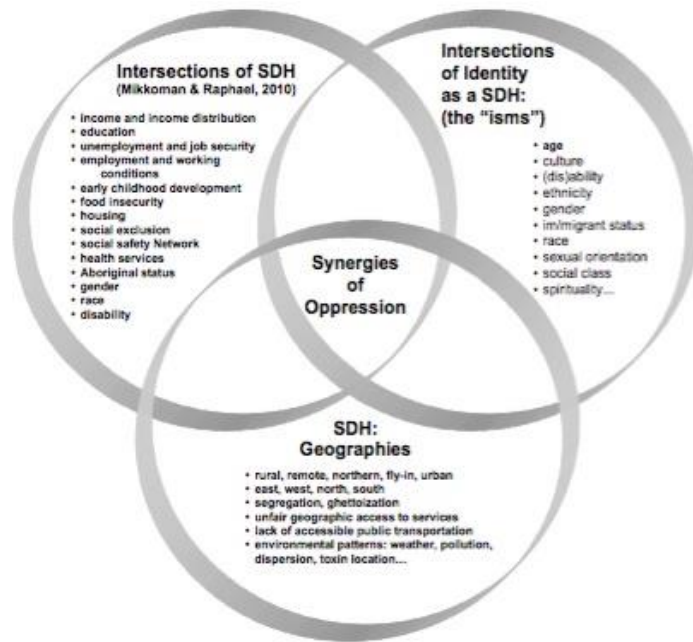 Intersections of SDH
(Mikkoman & Raphael, 2010)
• income and income distribution
• education
• unemployment and job security
• employment and working
conditions
• early childhood development
• food insecurity
• housing
• social exclusion
• social safety Network
• health services
• Aboriginal status
• gender
• race
• disability
Intersections
of Identity
as a SDH:
(the "isms")
• age
• culture
• (dis)ability
• ethnicity
• gender
• im/migrant status
• race
• sexual orientation
• social class
• spirituality...
Synergies
of
Oppression
SDH:
Geographies
• rural, remote, northern, fly-in, urban
• east, west, north, south
• segregation, ghettoization
• unfair geographic access to services
• lack of accessible public transportation
• environmental patterns: weather, pollution,
dispersion, toxin location...